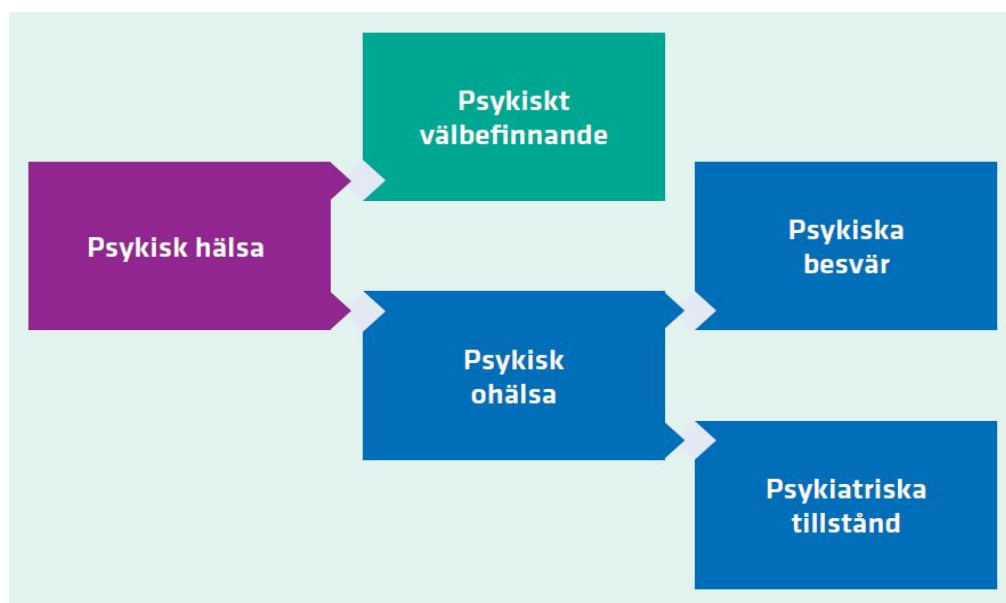 Psykiskt
välbefinnande
Psykisk hälsa
Psykiska
besvär
Psykisk
ohälsa
Psykiatriska
tillstånd